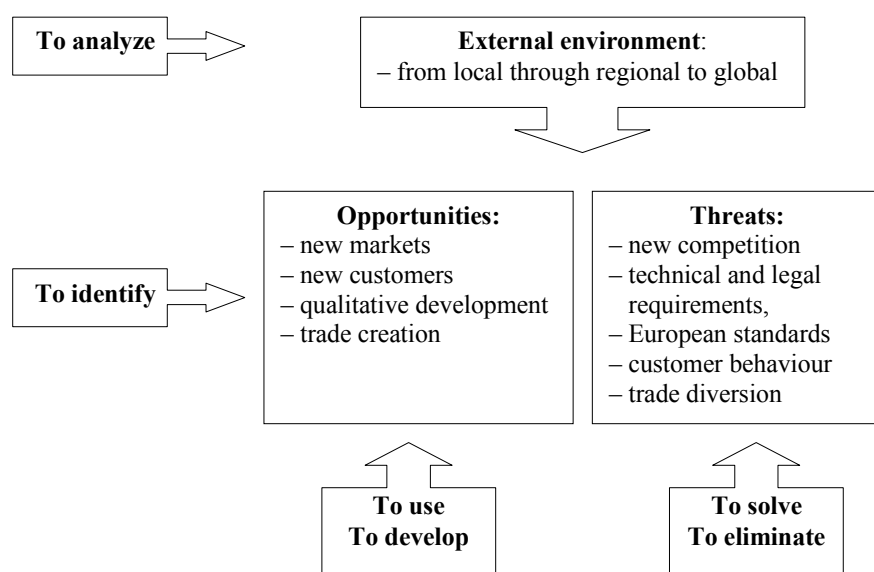 To analyze
External environment:
– from local through regional to global
To identify
Opportunities:
– new markets
– new customers
– qualitative development
– trade creation
Threats:
– new competition
– technical and legal
requirements,
– European standards
– customer behaviour
– trade diversion
To use
To develop
To solve
To eliminate